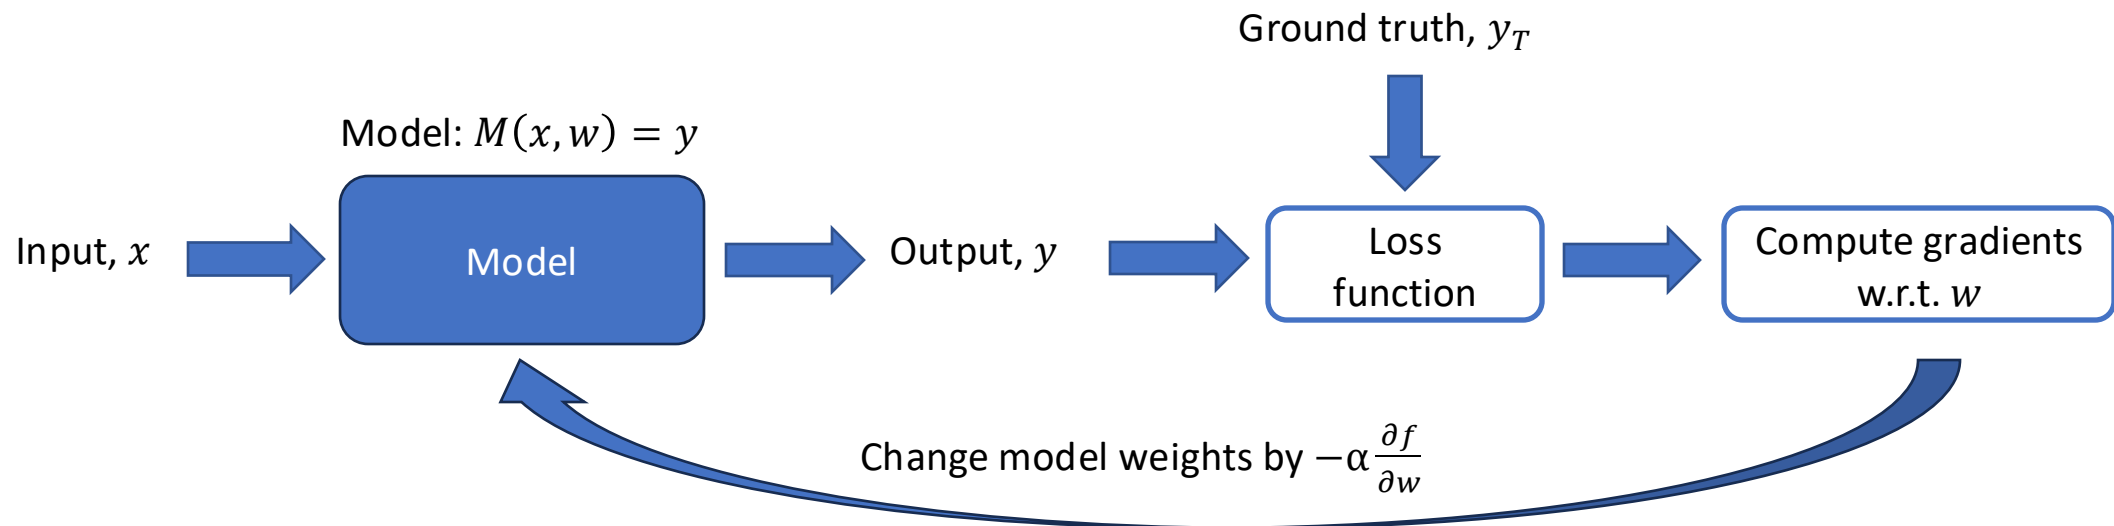 Ground truth, y_T
Model: M(x, w) = y
Input, x
Model
Output, y
Loss
function
Compute gradients
w.r.t. w
Change model weights by −α ∂f/∂w